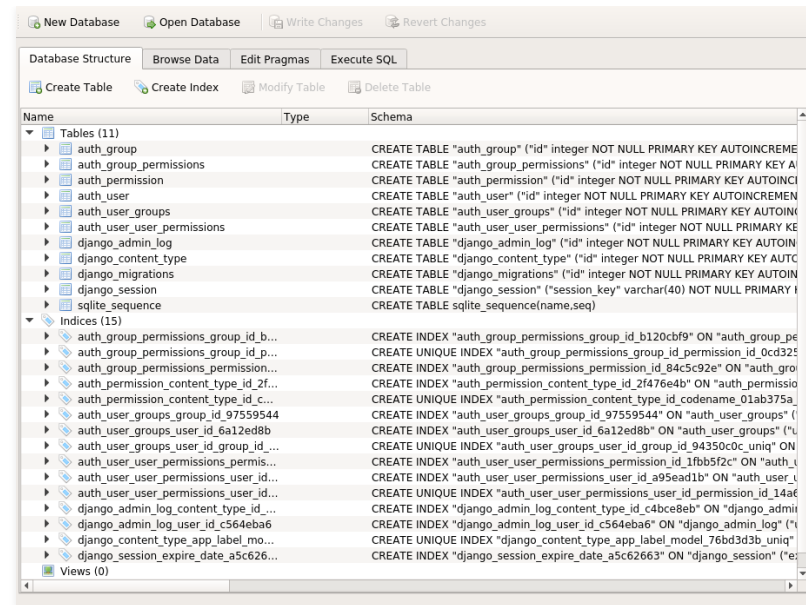 New Database Open Database Write Changes Revert Changes
Database Structure Browse Data Edit Pragmas Execute SQL
Create Table Create Index Modify Table Delete Table
Name Type Schema
Tables (11)
auth_group CREATE TABLE "auth_group" ("id" integer NOT NULL PRIMARY KEY AUTOINCREME
auth_group_permissions CREATE TABLE "auth_group_permissions" ("id" integer NOT NULL PRIMARY KEY A
auth_permission CREATE TABLE "auth_permission" ("id" integer NOT NULL PRIMARY KEY AUTOINCI
auth_user CREATE TABLE "auth_user" ("id" integer NOT NULL PRIMARY KEY AUTOINCREMEN
auth_user_groups CREATE TABLE "auth_user_groups" ("id" integer NOT NULL PRIMARY KEY AUTOINC
auth_user_user_permissions CREATE TABLE "auth_user_user_permissions" ("id" integer NOT NULL PRIMARY KE
django_admin_log CREATE TABLE "django_admin_log" ("id" integer NOT NULL PRIMARY KEY AUTOIN
django_content_type CREATE TABLE "django_content_type" ("id" integer NOT NULL PRIMARY KEY AUTC
django_migrations CREATE TABLE "django_migrations" ("id" integer NOT NULL PRIMARY KEY AUTOIN
django_session CREATE TABLE "django_session" ("session_key" varchar(40) NOT NULL PRIMARY
sqlite_sequence CREATE TABLE sqlite_sequence(name,seq)
Indices (15)
auth_group_permissions_group_id_b... CREATE INDEX "auth_group_permissions_group_id_b120cbf9" ON "auth_group_pe
auth_group_permissions_group_id_p... CREATE UNIQUE INDEX "auth_group_permissions_group_id_permission_id_0cd325
auth_group_permissions_permission... CREATE INDEX "auth_group_permissions_permission_id_84c5c92e" ON "auth_grou
auth_permission_content_type_id_2f... CREATE INDEX "auth_permission_content_type_id_2f476e4b" ON "auth_permissio
auth_permission_content_type_id_c... CREATE UNIQUE INDEX "auth_permission_content_type_id_codename_01ab375a_
auth_user_groups_group_id_97559544 CREATE INDEX "auth_user_groups_group_id_97559544" ON "auth_user_groups" ("
auth_user_groups_user_id_6a12ed8b CREATE INDEX "auth_user_groups_user_id_6a12ed8b" ON "auth_user_groups" ("u
auth_user_groups_user_id_group_id_... CREATE UNIQUE INDEX "auth_user_groups_user_id_group_id_94350c0c_uniq" ON
auth_user_user_permissions_permis... CREATE INDEX "auth_user_user_permissions_permission_id_1fbb5f2c" ON "auth_u
auth_user_user_permissions_user_id... CREATE INDEX "auth_user_user_permissions_user_id_a95ead1b" ON "auth_user_u
auth_user_user_permissions_user_id... CREATE UNIQUE INDEX "auth_user_user_permissions_user_id_permission_id_14a6
django_admin_log_content_type_id_... CREATE INDEX "django_admin_log_content_type_id_c4bce8eb" ON "django_admi
django_admin_log_user_id_c564eba6 CREATE INDEX "django_admin_log_user_id_c564eba6" ON "django_admin_log" ("u
django_content_type_app_label_mo... CREATE UNIQUE INDEX "django_content_type_app_label_model_76bd3d3b_uniq"
django_session_expire_date_a5c626... CREATE INDEX "django_session_expire_date_a5c62663" ON "django_session" ("e
Views (0)